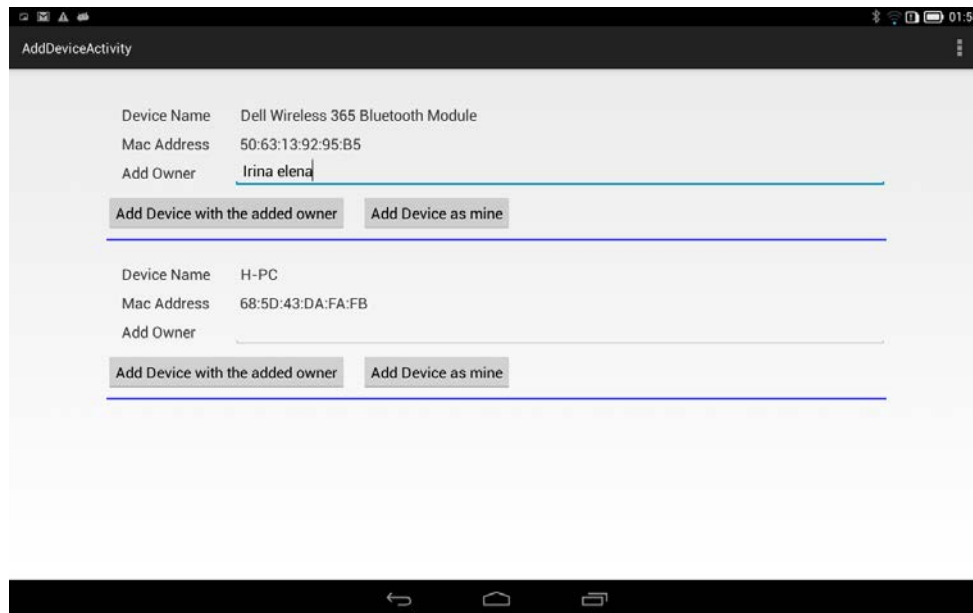 01:5
AddDeviceActivity
Device Name Dell Wireless 365 Bluetooth Module
Mac Address 50:63:13:92:95:B5
Add Owner Irina elena
Add Device with the added owner Add Device as mine
Device Name H-PC
Mac Address 68:5D:43:DA:FA:FB
Add Owner
Add Device with the added owner Add Device as mine